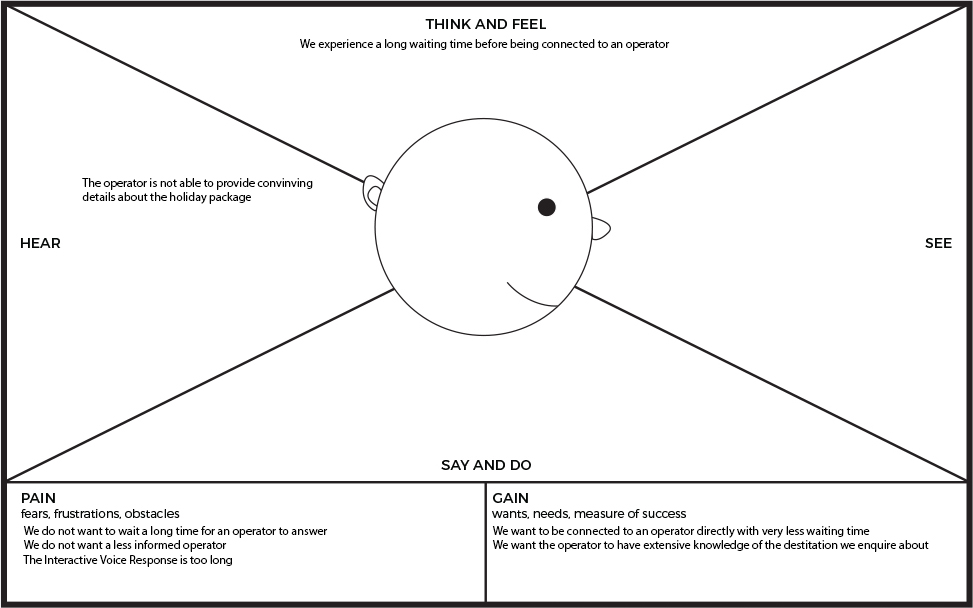 THINK AND FEEL
We experience a long waiting time before being connected to an operator
The operator is not able to provide convinving
details about the holiday package
HEAR
SEE
SAY AND DO
PAIN
fears, frustrations, obstacles
We do not want to wait a long time for an operator to answer
We do not want a less informed operator
The Interactive Voice Response is too long
GAIN
wants, needs, measure of success
We want to be connected to an operator directly with very less waiting time
We want the operator to have extensive knowledge of the destitation we enquire about